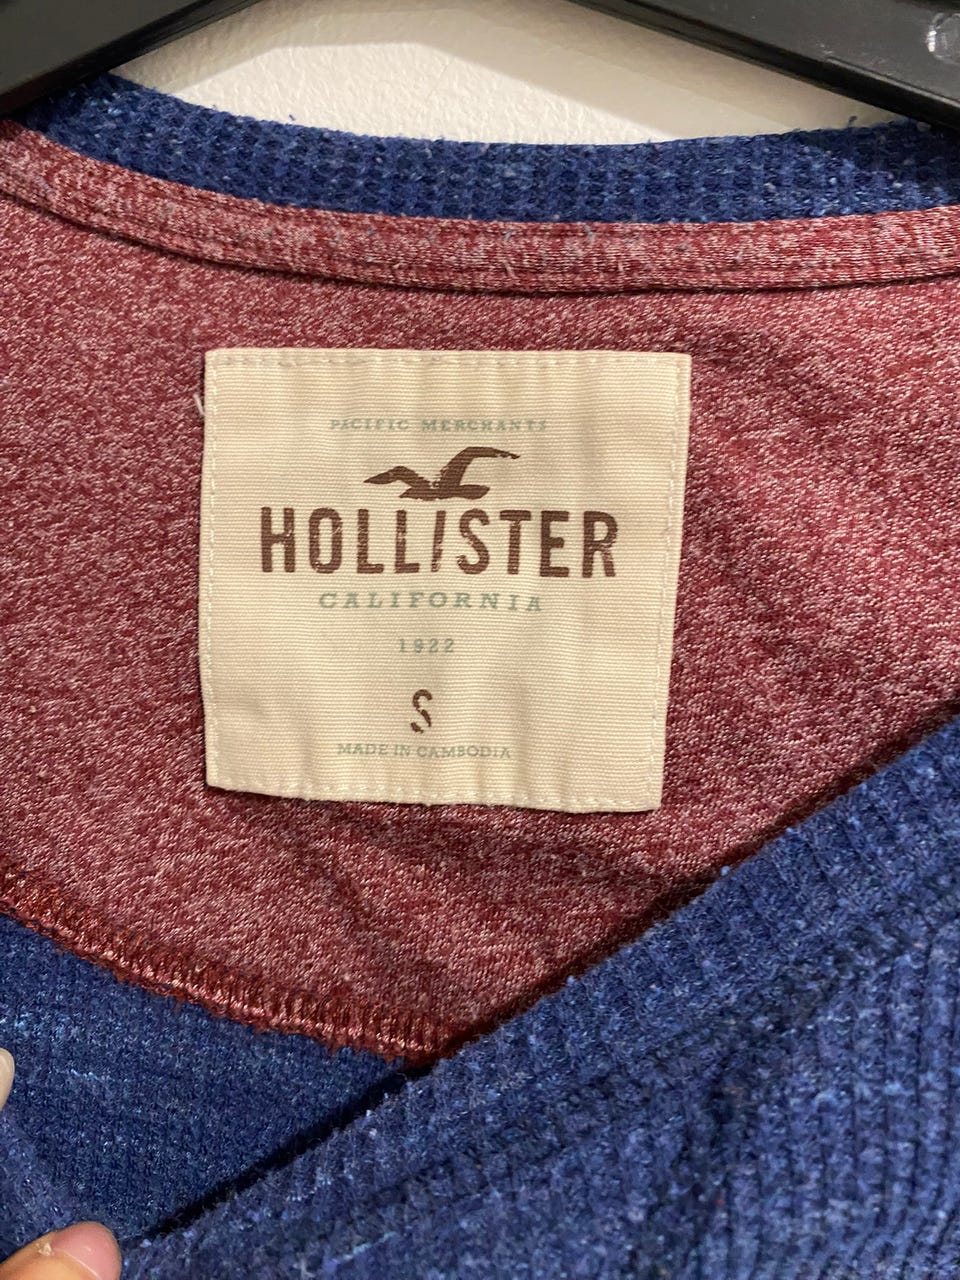 PACIFIC MERCHANTS
HOLLISTER
CALIFORNIA
1922
S
MADE IN CAMBODIA